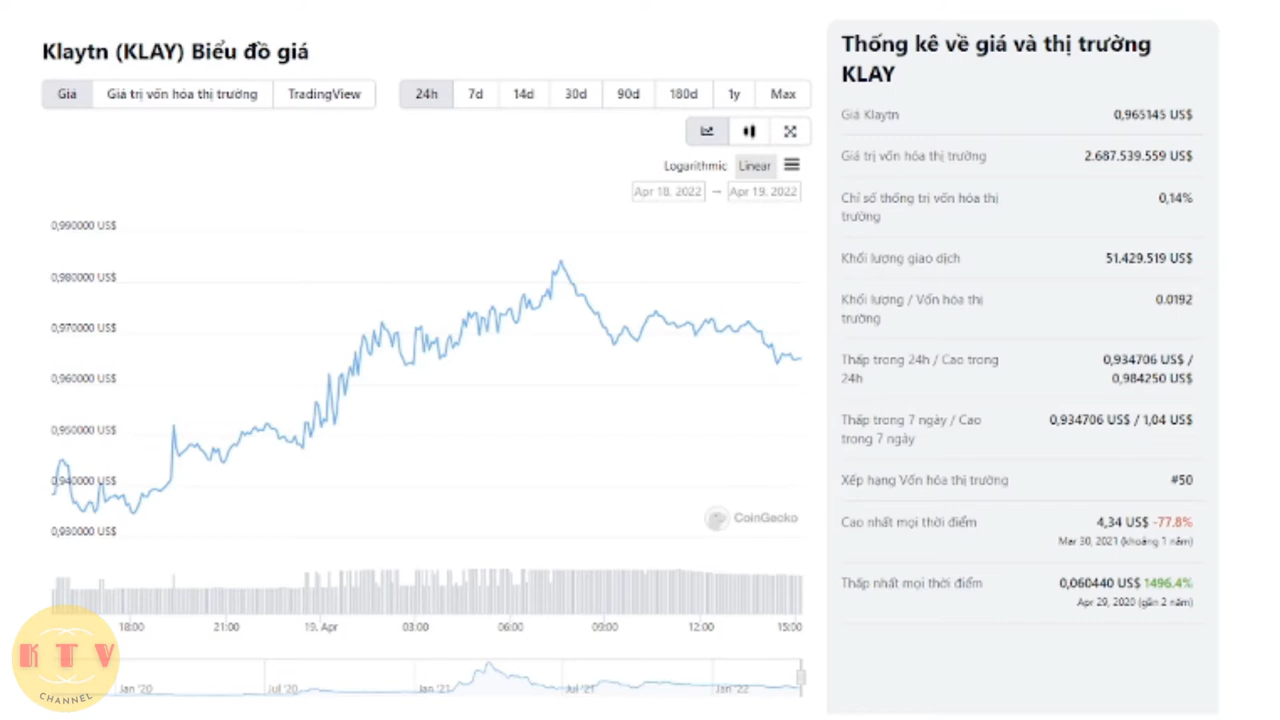 Klaytn (KLAY) Biểu đồ giá
Giá Giá trị vốn hóa thị trường TradingView 24h 7d 14d 30d 90d 180d 1y Max
Logarithmic Linear
Apr 18, 2022 → Apr 19, 2022
0,990000 US$
0,980000 US$
0,970000 US$
0,960000 US$
0,950000 US$
0,940000 US$
0,930000 US$
CoinGecko
18:00 21:00 19. Apr 03:00 06:00 09:00 12:00 15:00
Jan '20 Jul '20 Jan '21 Jul '21 Jan '22
KTV
CHANNEL
Thống kê về giá và thị trường
KLAY
Giá Klaytn 0,965145 US$
Giá trị vốn hóa thị trường 2.687.539.559 US$
Chỉ số thống trị vốn hóa thị 0,14%
trường
Khối lượng giao dịch 51.429.519 US$
Khối lượng / Vốn hóa thị 0.0192
trường
Thấp trong 24h / Cao trong 0,934706 US$ /
24h 0,984250 US$
Thấp trong 7 ngày / Cao 0,934706 US$ / 1,04 US$
trong 7 ngày
Xếp hạng Vốn hóa thị trường #50
Cao nhất mọi thời điểm 4,34 US$ -77.8%
Mar 30, 2021 (khoảng 1 năm)
Thấp nhất mọi thời điểm 0,060440 US$ 1496.4%
Apr 29, 2020 (gần 2 năm)